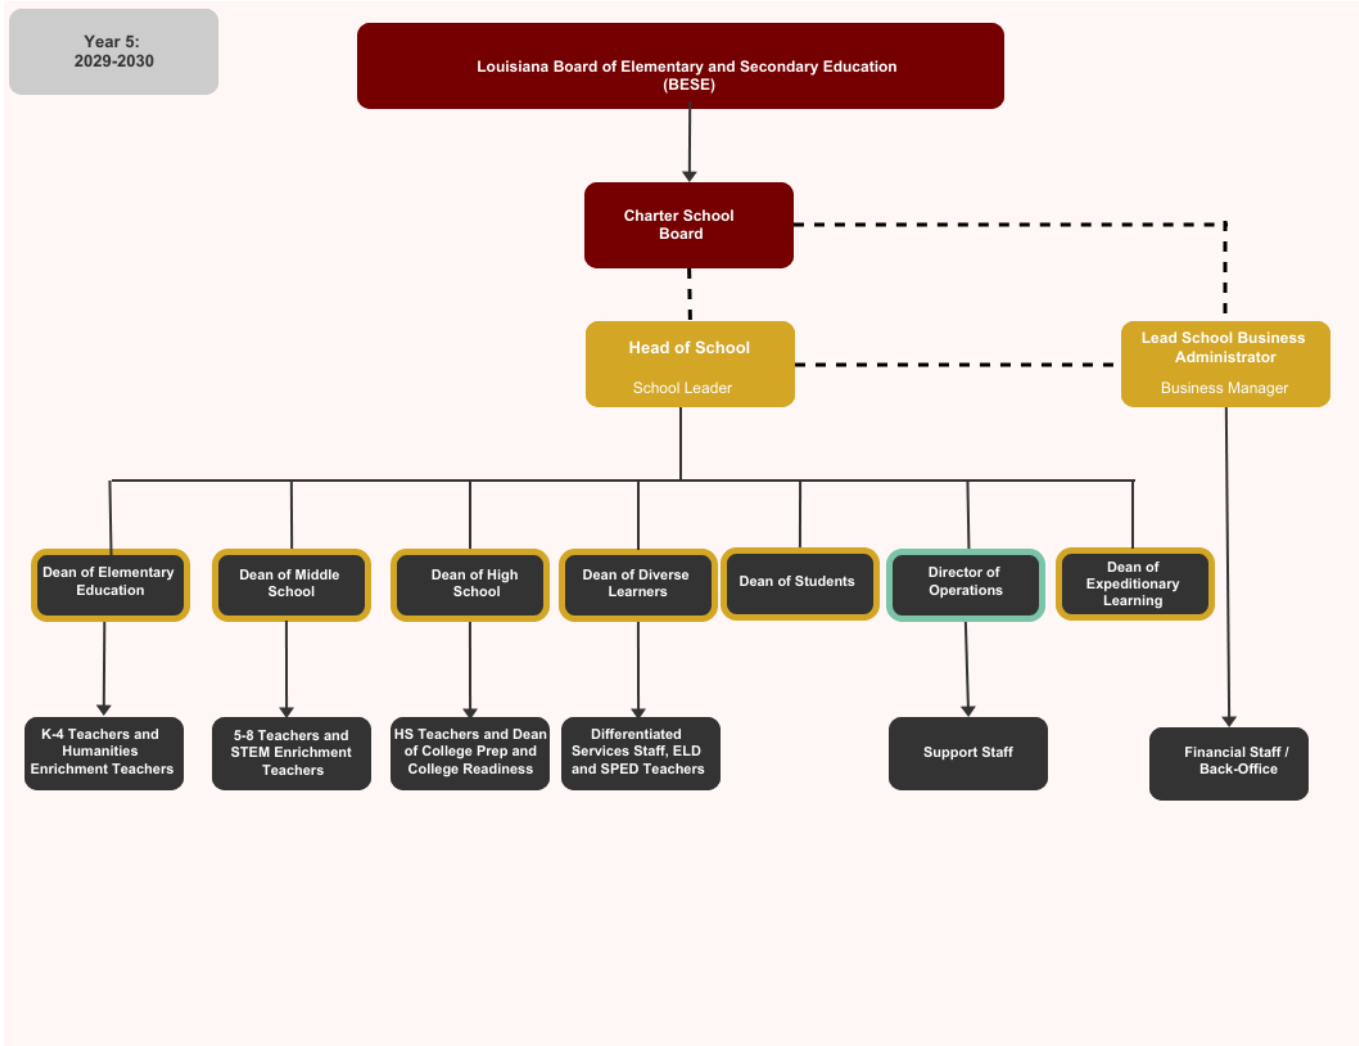 Year 5:
2029-2030
Louisiana Board of Elementary and Secondary Education
(BESE)
Charter School
Board
Head of School
School Leader
Lead School Business
Administrator
Business Manager
Dean of Elementary
Education
Dean of Middle
School
Dean of High
School
Dean of Diverse
Learners
Dean of Students
Director of
Operations
Dean of
Expeditionary
Learning
K-4 Teachers and
Humanities
Enrichment Teachers
5-8 Teachers and
STEM Enrichment
Teachers
HS Teachers and Dean
of College Prep and
College Readiness
Differentiated
Services Staff, ELD
and SPED Teachers
Support Staff
Financial Staff /
Back-Office